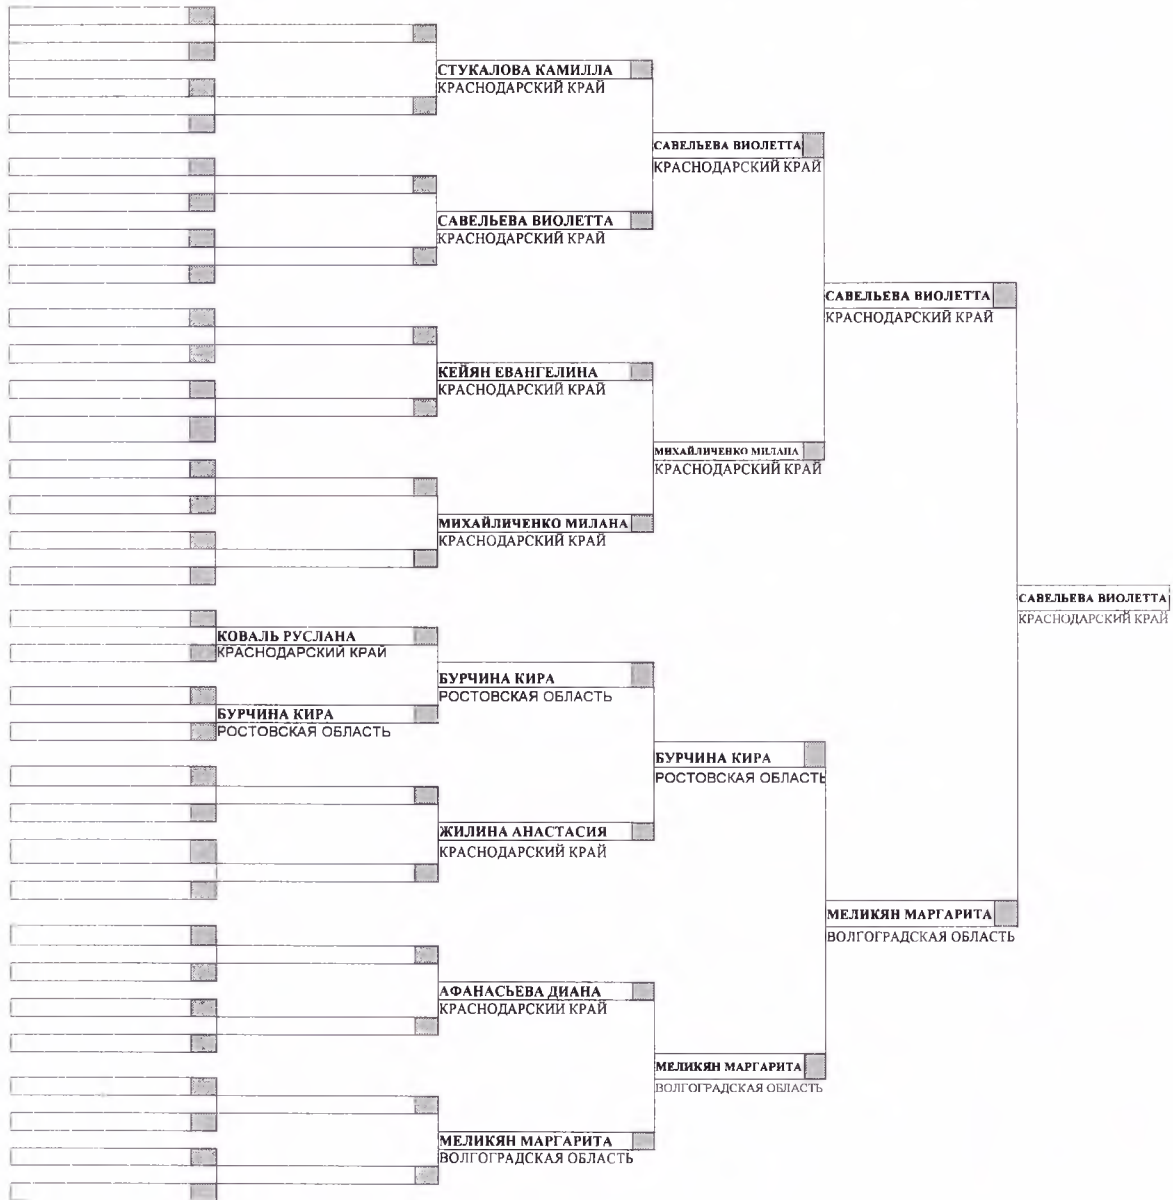 СТУКАЛОВА КАМИЛЛА
КРАСНОДАРСКИЙ КРАЙ
САВЕЛЬЕВА ВИОЛЕТТА
КРАСНОДАРСКИЙ КРАЙ
САВЕЛЬЕВА ВИОЛЕТТА
КРАСНОДАРСКИЙ КРАЙ
САВЕЛЬЕВА ВИОЛЕТТА
КРАСНОДАРСКИЙ КРАЙ
КЕЙЯН ЕВАНГЕЛИНА
КРАСНОДАРСКИЙ КРАЙ
МИХАЙЛИЧЕНКО МИЛАНА
КРАСНОДАРСКИЙ КРАЙ
МИХАЙЛИЧЕНКО МИЛАНА
КРАСНОДАРСКИЙ КРАЙ
САВЕЛЬЕВА ВИОЛЕТТА
КРАСНОДАРСКИЙ КРАЙ
КОВАЛЬ РУСЛАНА
КРАСНОДАРСКИЙ КРАЙ
БУРЧИНА КИРА
РОСТОВСКАЯ ОБЛАСТЬ
БУРЧИНА КИРА
РОСТОВСКАЯ ОБЛАСТЬ
БУРЧИНА КИРА
РОСТОВСКАЯ ОБЛАСТЬ
ЖИЛИНА АНАСТАСИЯ
КРАСНОДАРСКИЙ КРАЙ
МЕЛИКЯН МАРГАРИТА
ВОЛГОГРАДСКАЯ ОБЛАСТЬ
АФАНАСЬЕВА ДИАНА
КРАСНОДАРСКИЙ КРАЙ
МЕЛИКЯН МАРГАРИТА
ВОЛГОГРАДСКАЯ ОБЛАСТЬ
МЕЛИКЯН МАРГАРИТА
ВОЛГОГРАДСКАЯ ОБЛАСТЬ